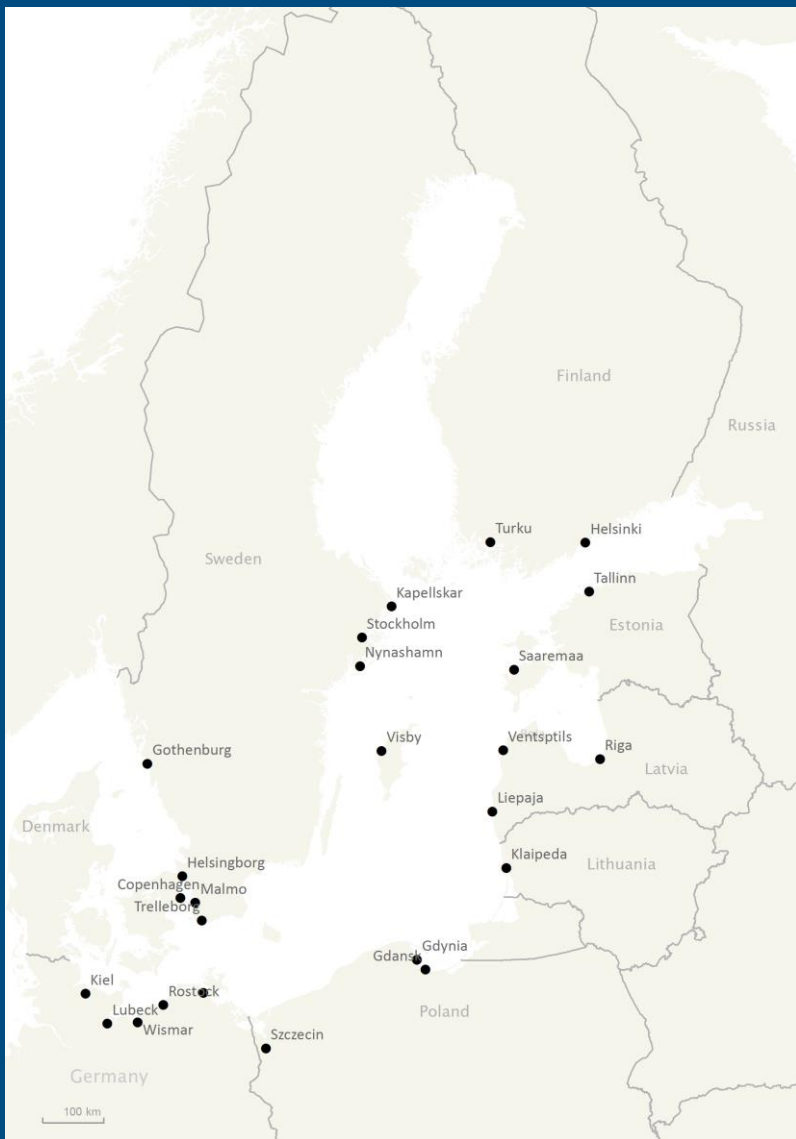 Finland
Russia
Turku
Helsinki
Sweden
Tallinn
Kapellskar
Estonia
Stockholm
Nynashamn
Saaremaa
Visby
Ventsptils
Riga
Gothenburg
Latvia
Liepaja
Denmark
Helsingborg
Klaipeda
Lithuania
Copenhagen
Malmo
Trelleborg
Gdynia
Gdansk
Kiel
Rostock
Lubeck
Poland
Wismar
Szczecin
Germany
100 km